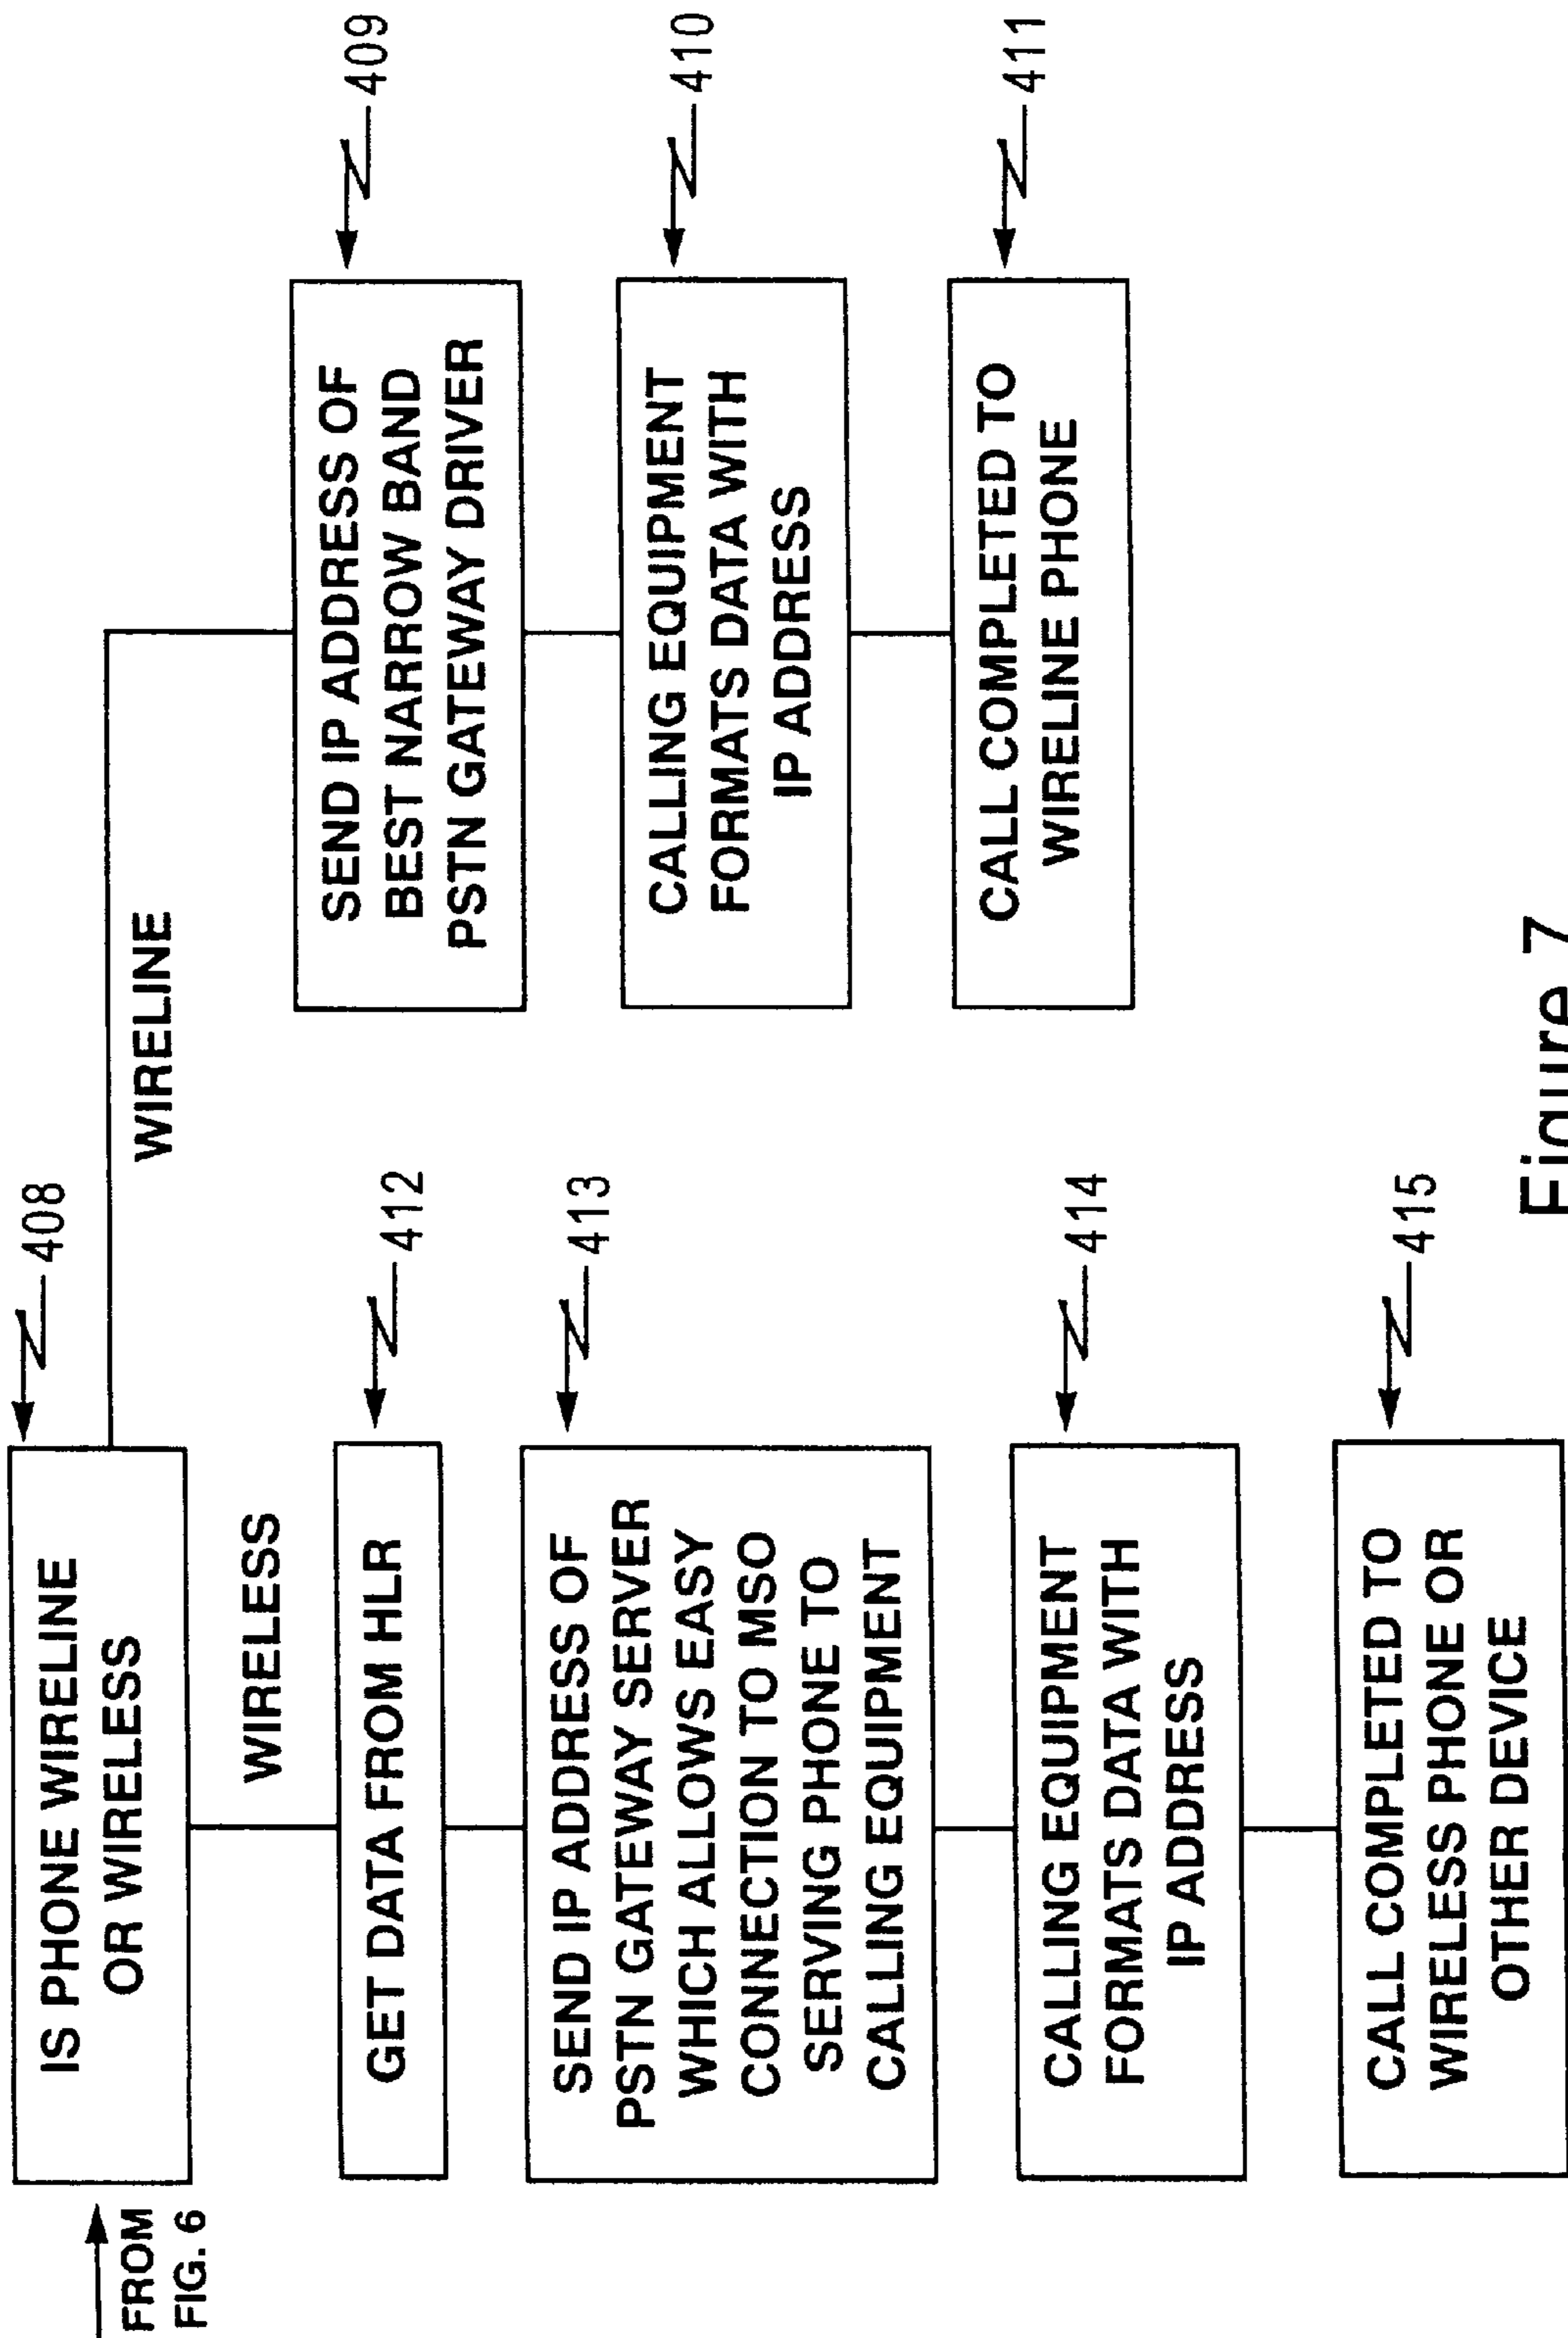 FROM
FIG. 6
IS PHONE WIRELINE
OR WIRELESS
408
WIRELINE
WIRELESS
GET DATA FROM HLR
412
SEND IP ADDRESS OF
PSTN GATEWAY SERVER
WHICH ALLOWS EASY
CONNECTION TO MSO
SERVING PHONE TO
CALLING EQUIPMENT
413
CALLING EQUIPMENT
FORMATS DATA WITH
IP ADDRESS
414
CALL COMPLETED TO
WIRELESS PHONE OR
OTHER DEVICE
415
SEND IP ADDRESS OF
BEST NARROW BAND
PSTN GATEWAY DRIVER
409
CALLING EQUIPMENT
FORMATS DATA WITH
IP ADDRESS
410
CALL COMPLETED TO
WIRELINE PHONE
411
Figure 7